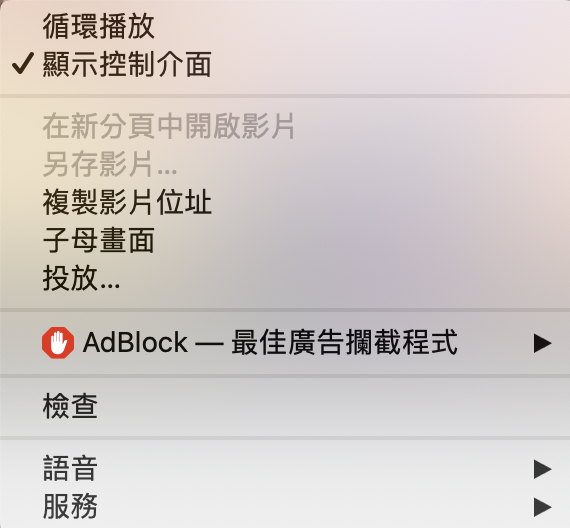 循環播放
✓ 顯示控制介面
在新分頁中開啟影片
另存影片...
複製影片位址
子母畫面
投放...
AdBlock — 最佳廣告攔截程式 ▶
檢查
語音 ▶
服務 ▶